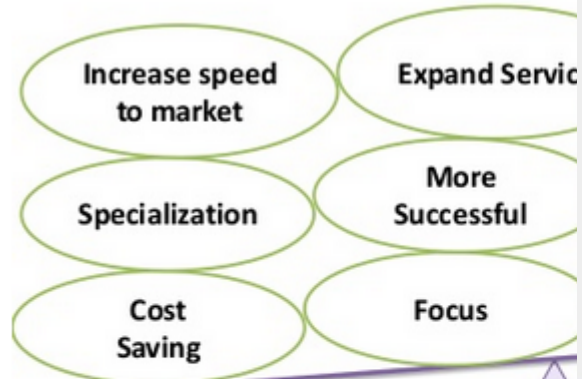 Increase speed
to market
Expand Servic
Specialization
More
Successful
Cost
Saving
Focus